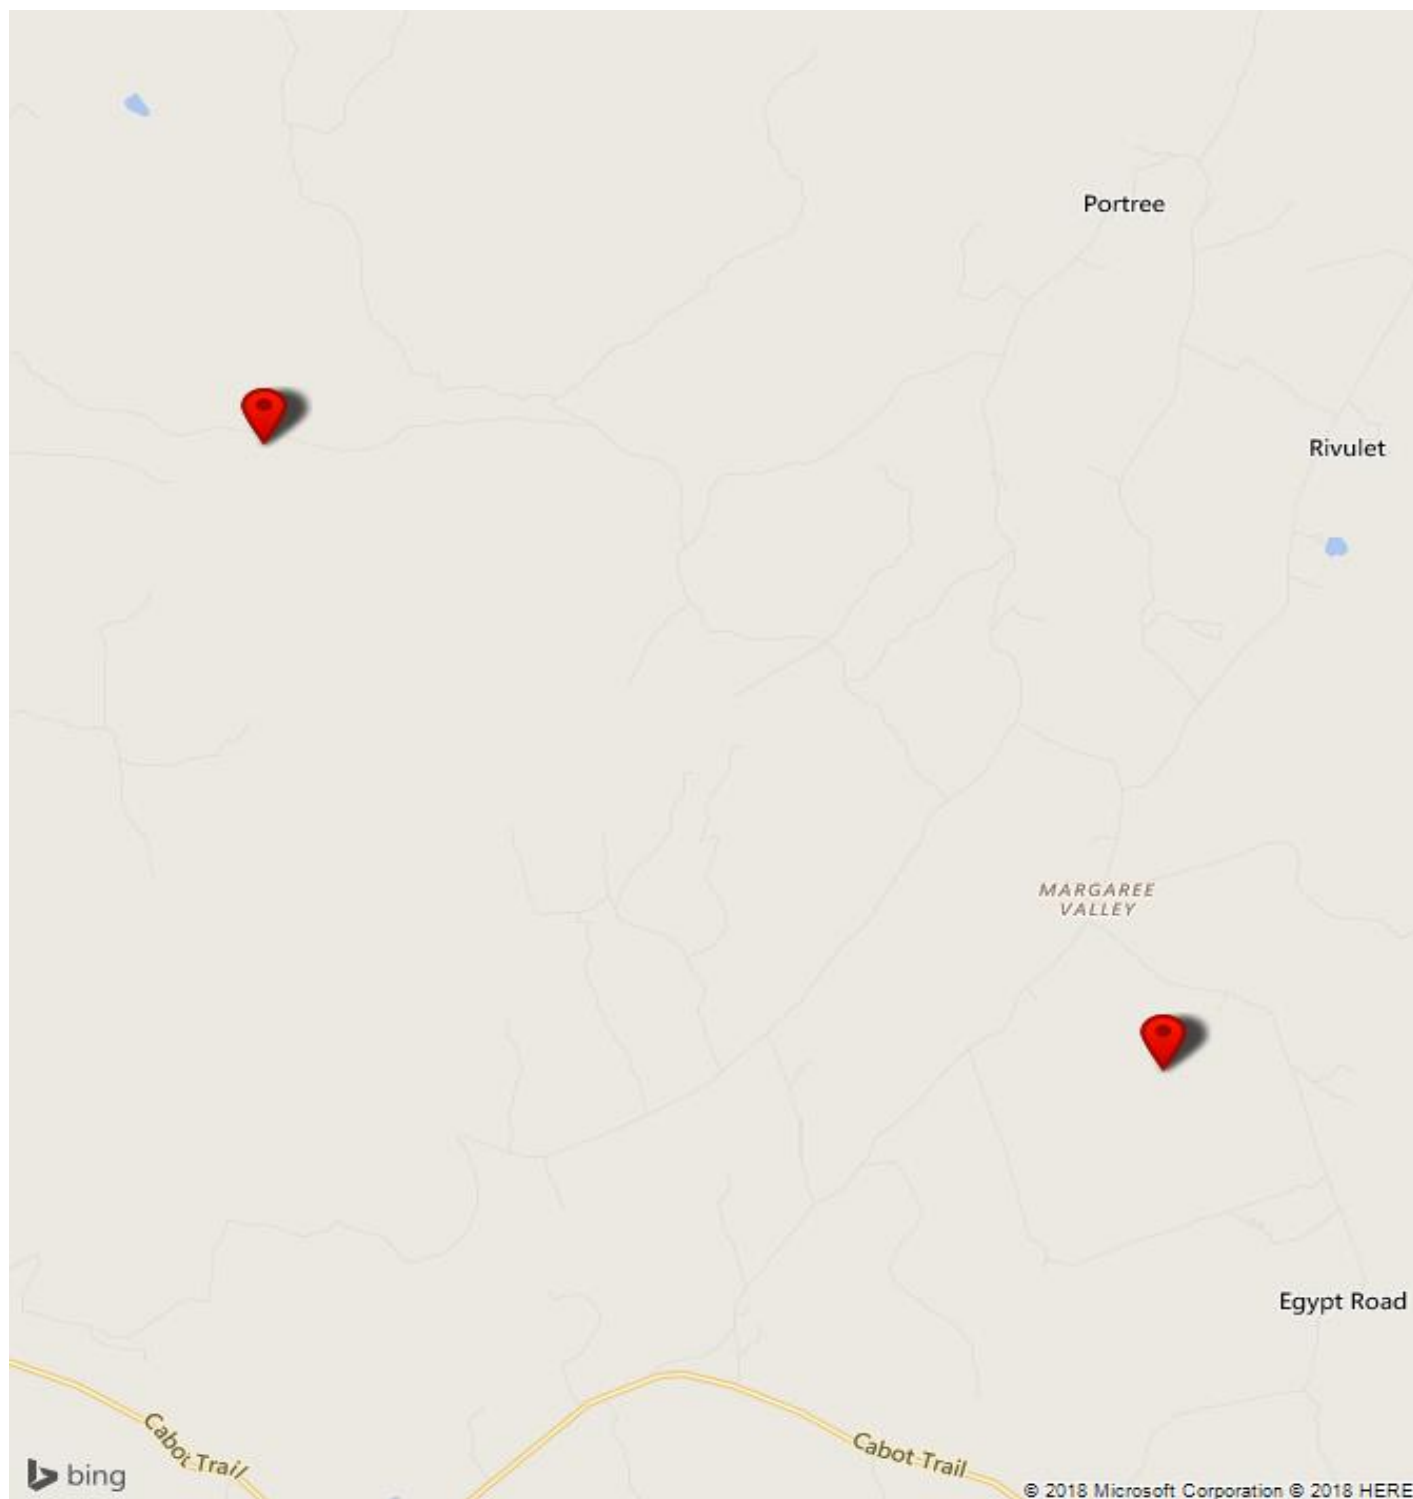 Portree
Rivulet
MARGAREE
VALLEY
Egypt Road
Cabot Trail
Cabot Trail
bing
© 2018 Microsoft Corporation © 2018 HERE